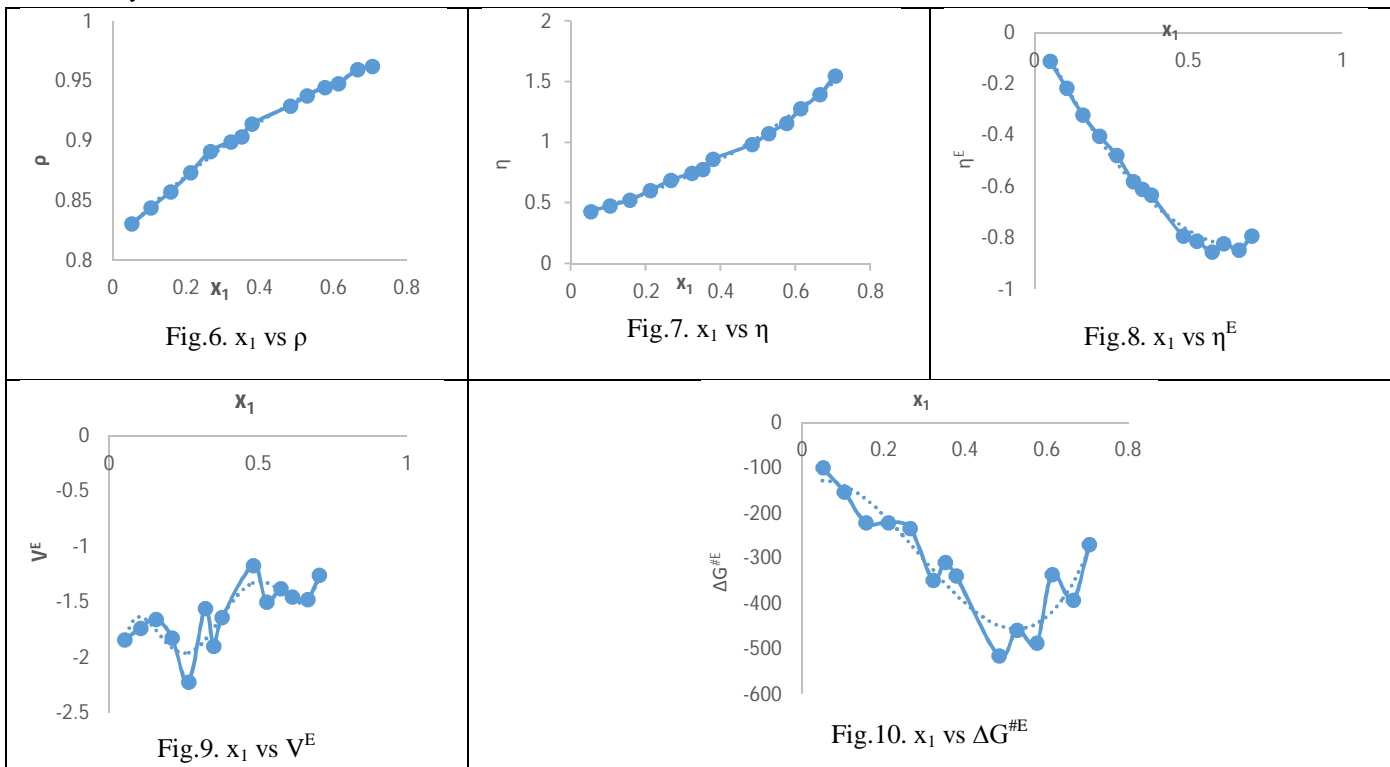 1
0.95
0.9
0.85
0.8
ρ
0 0.2 x₁ 0.4 0.6 0.8
Fig.6. x₁ vs ρ
2
1.5
1
0.5
0
η
0 0.2 x₁ 0.4 0.6 0.8
Fig.7. x₁ vs η
x₁
0
0 0.5 1
-0.2
-0.4
-0.6
-0.8
-1
ηᴱ
Fig.8. x₁ vs ηᴱ
x₁
0
0 0.5 1
-0.5
-1
-1.5
-2
-2.5
Vᴱ
Fig.9. x₁ vs Vᴱ
x₁
0
0 0.2 0.4 0.6 0.8
-100
-200
-300
-400
-500
-600
ΔG^#E
Fig.10. x₁ vs ΔG^#E